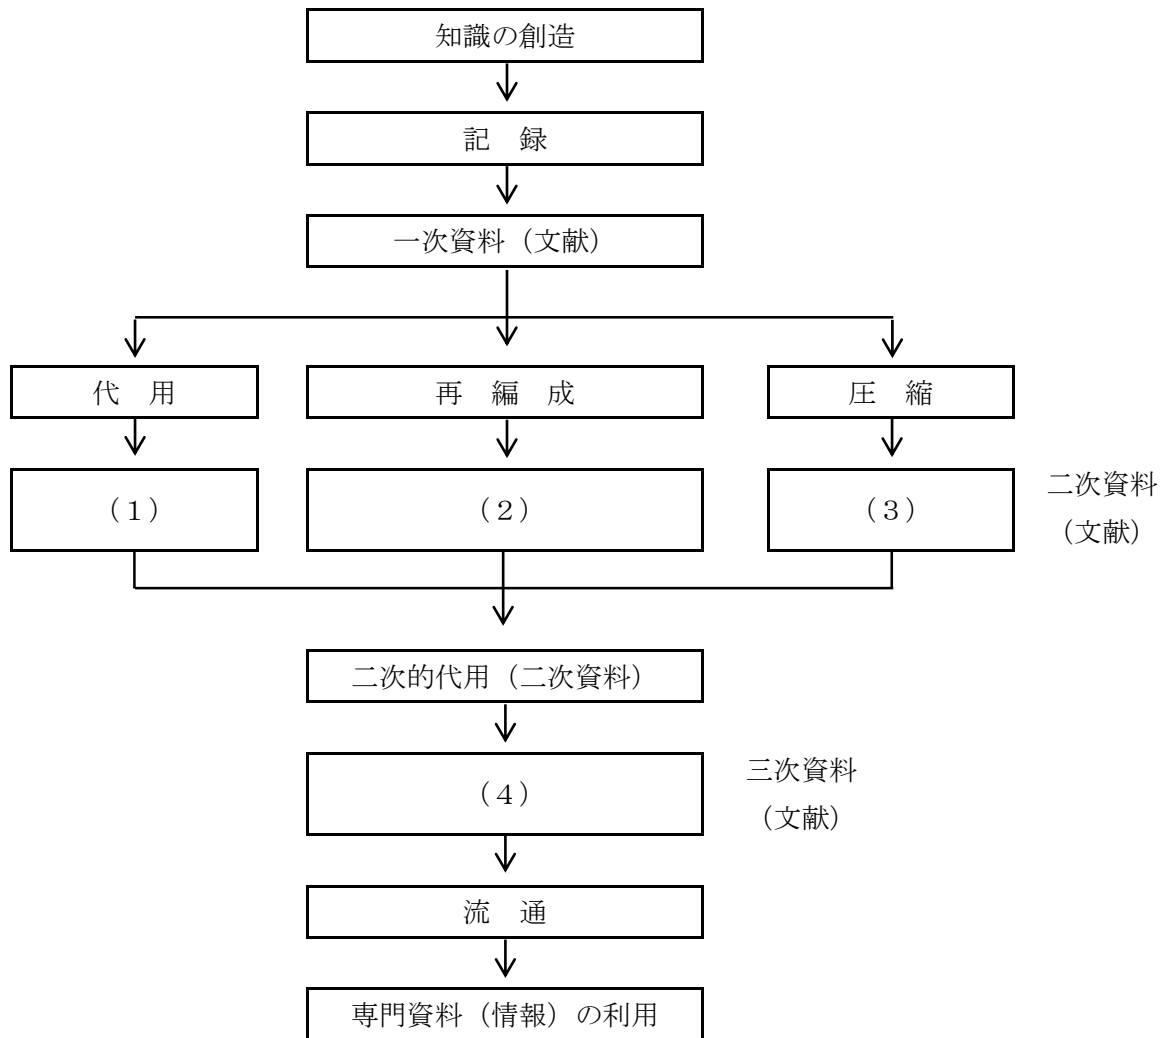 知識の創造
記　録
一次資料（文献）
代　用
再　編　成
圧　縮
（１）
（２）
（３）
二次資料
（文献）
二次的代用（二次資料）
（４）
三次資料
（文献）
流　通
専門資料（情報）の利用